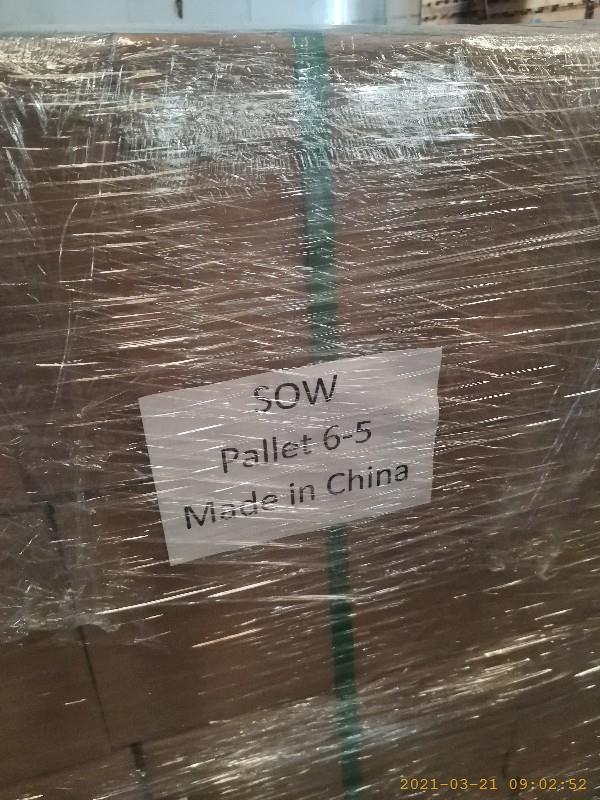 SOW
Pallet 6-5
Made in China
2021-03-21 09:02:52